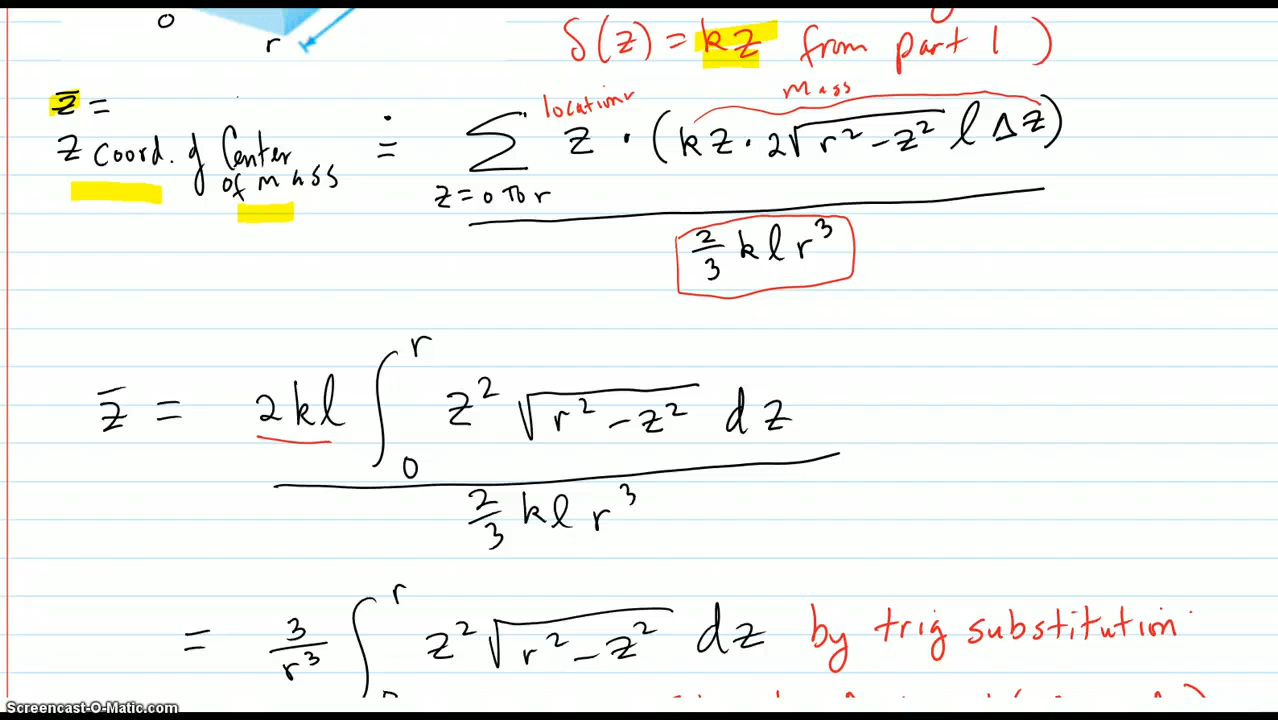 o
r
δ(z) = kz from part 1 )
z̄ =
z coord. of Center of mass ≐
location
mass
∑ z · (kz · 2√(r² − z²) l Δz)
z = 0 to r
2/3 k l r³
z̄ = 2kl ∫₀^r z² √(r² − z²) dz
2/3 k l r³
= 3/r³ ∫₀^r z² √(r² − z²) dz by trig substitution
Screencast-O-Matic.com